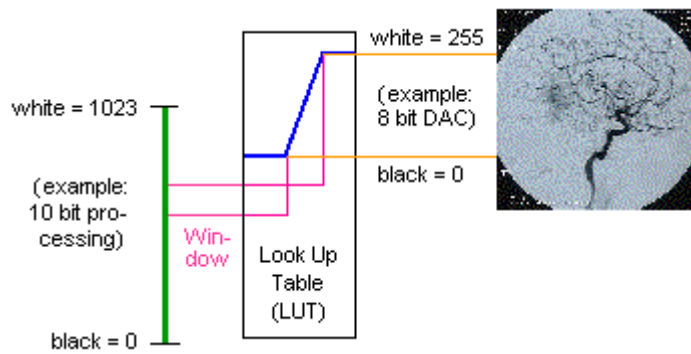 white = 1023
(example:
10 bit pro-
cessing)
black = 0
Win-
dow
Look Up
Table
(LUT)
white = 255
(example:
8 bit DAC)
black = 0